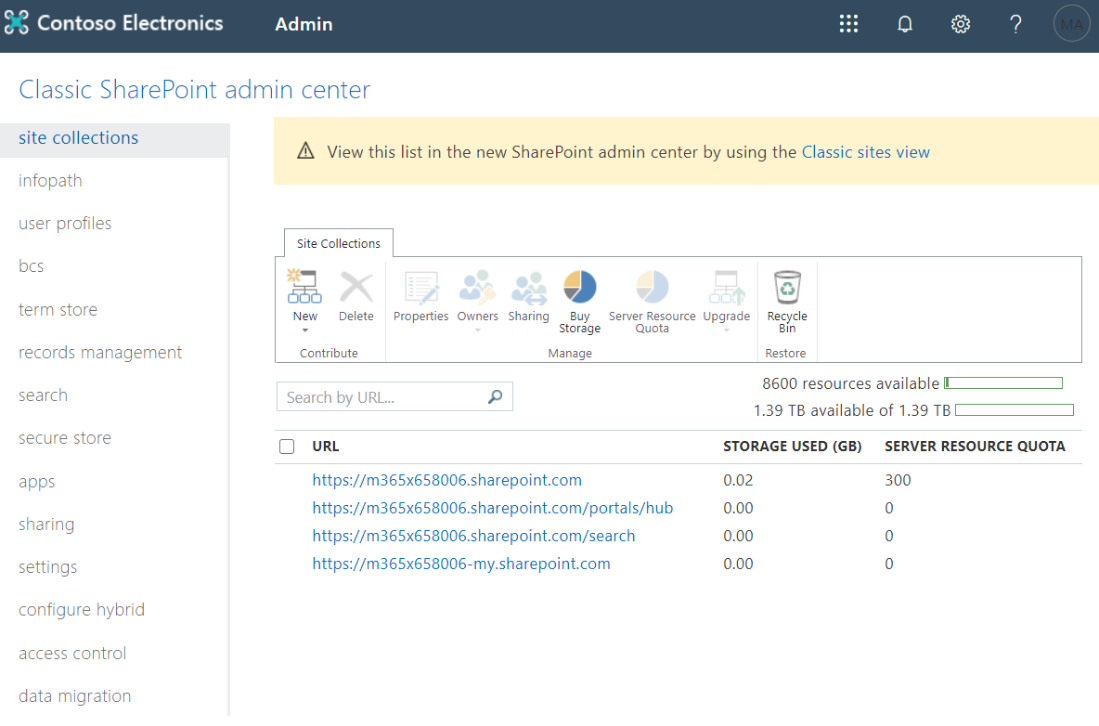 Contoso Electronics
Admin
?
MA
Classic SharePoint admin center
site collections
infopath
user profiles
bcs
term store
records management
search
secure store
apps
sharing
settings
configure hybrid
access control
data migration
View this list in the new SharePoint admin center by using the Classic sites view
Site Collections
New
Delete
Contribute
Properties
Owners
Sharing
Buy
Storage
Server Resource
Quota
Upgrade
Manage
Recycle
Bin
Restore
Search by URL...
8600 resources available
1.39 TB available of 1.39 TB
URL STORAGE USED (GB) SERVER RESOURCE QUOTA
https://m365x658006.sharepoint.com 0.02 300
https://m365x658006.sharepoint.com/portals/hub 0.00 0
https://m365x658006.sharepoint.com/search 0.00 0
https://m365x658006-my.sharepoint.com 0.00 0